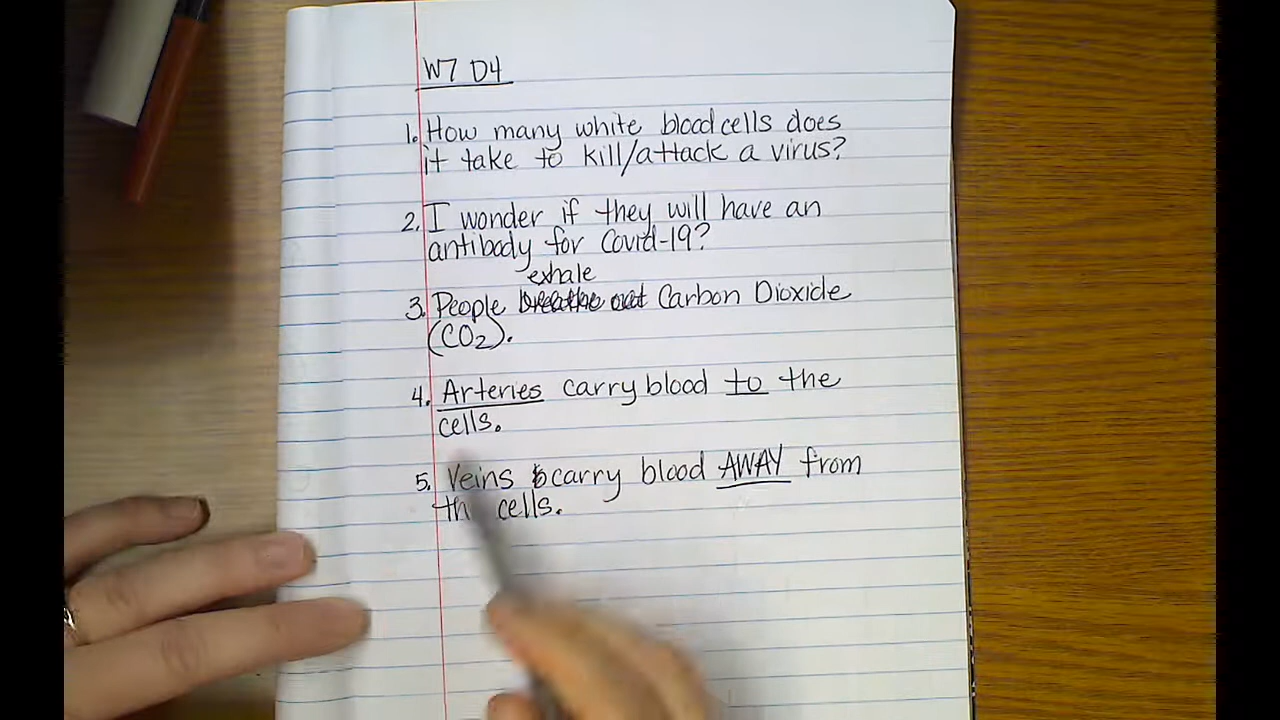 W7 D4
1. How many white blood cells does
it take to kill/attack a virus?
2. I wonder if they will have an
antibody for Covid-19?
exhale
3. People breathe out Carbon Dioxide
(CO₂).
4. Arteries carry blood to the
cells.
5. Veins carry blood AWAY from
cells.